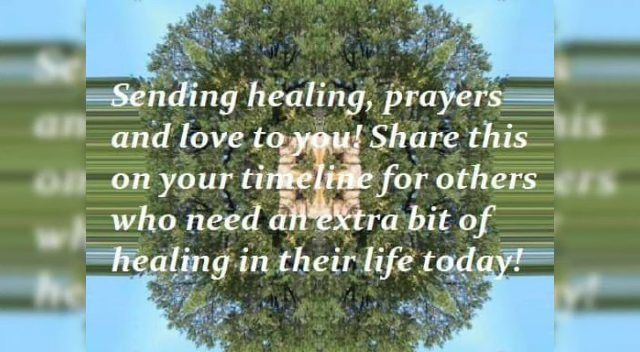 Sending healing, prayers
and love to you! Share this
on your timeline for others
who need an extra bit of
healing in their life today!